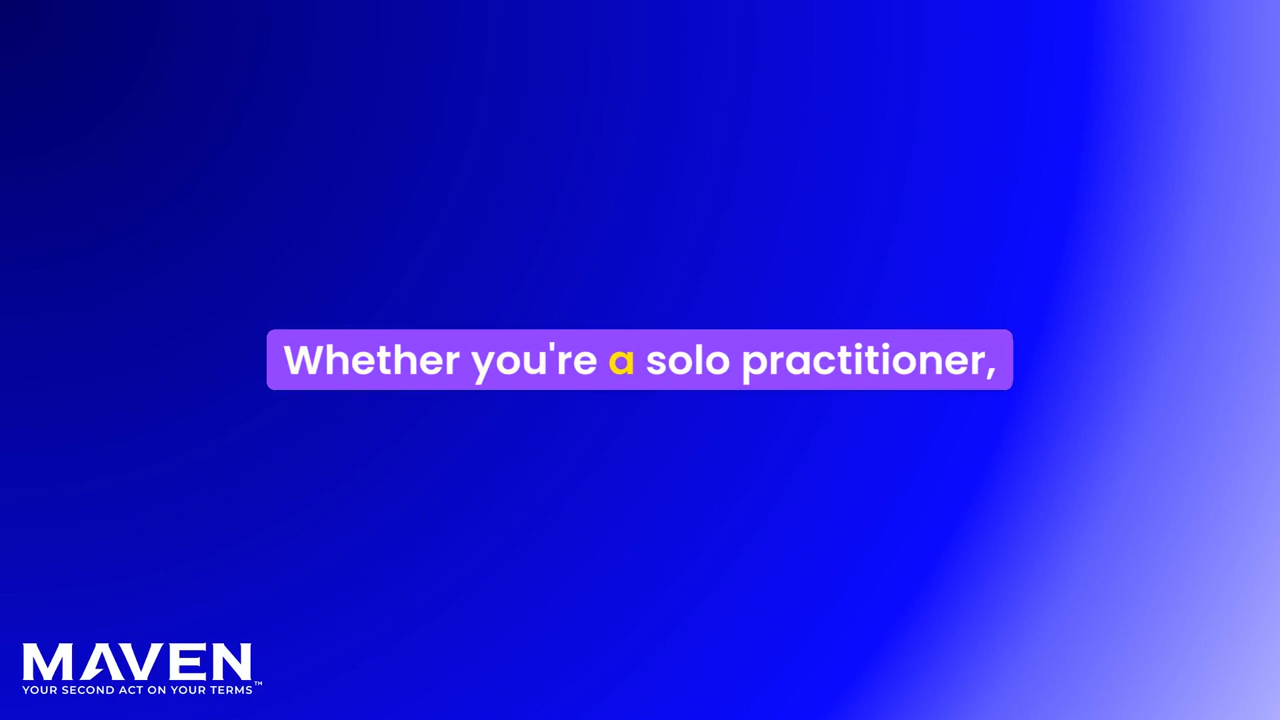 Whether you're a solo practitioner,
MAVEN
YOUR SECOND ACT ON YOUR TERMS™